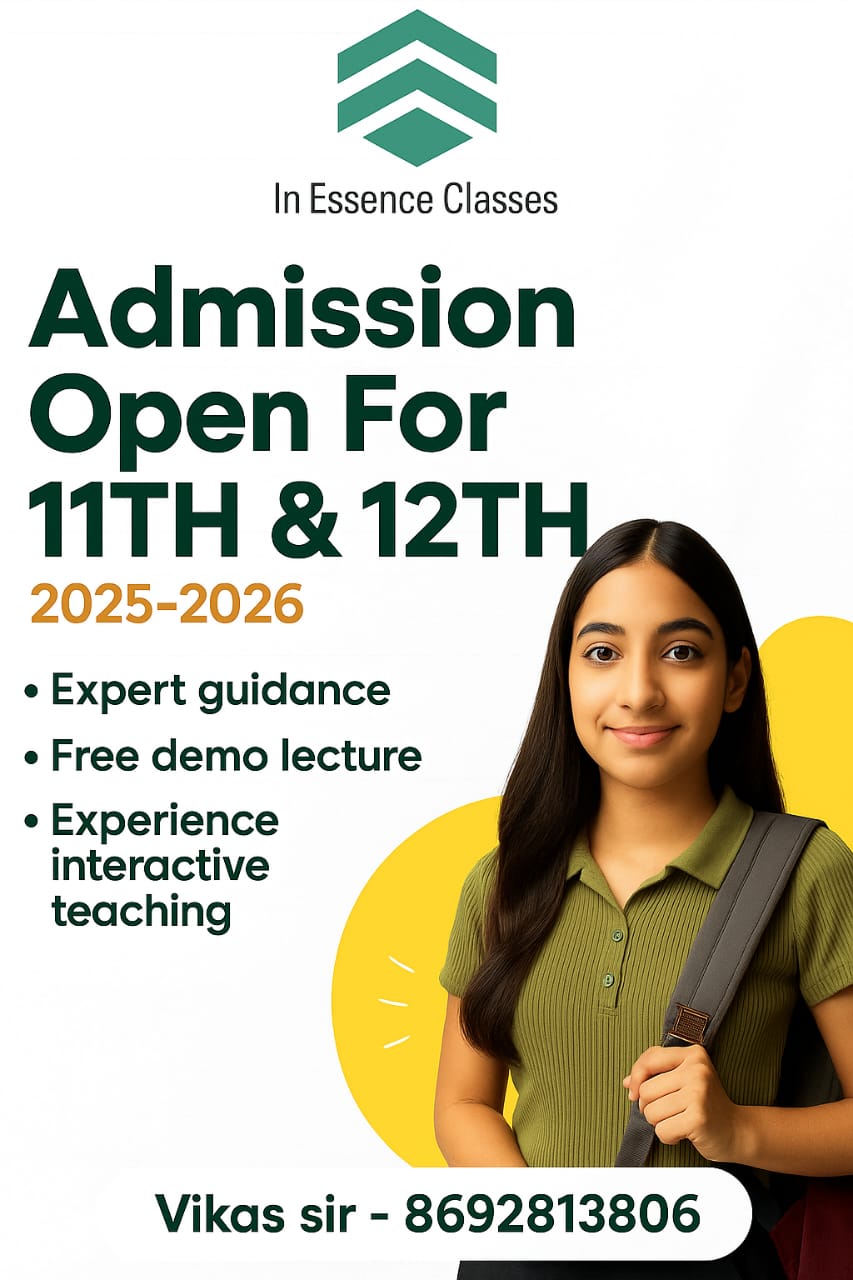 In Essence Classes
Admission
Open For
11TH & 12TH
2025-2026
• Expert guidance
• Free demo lecture
• Experience
interactive
teaching
Vikas sir - 8692813806